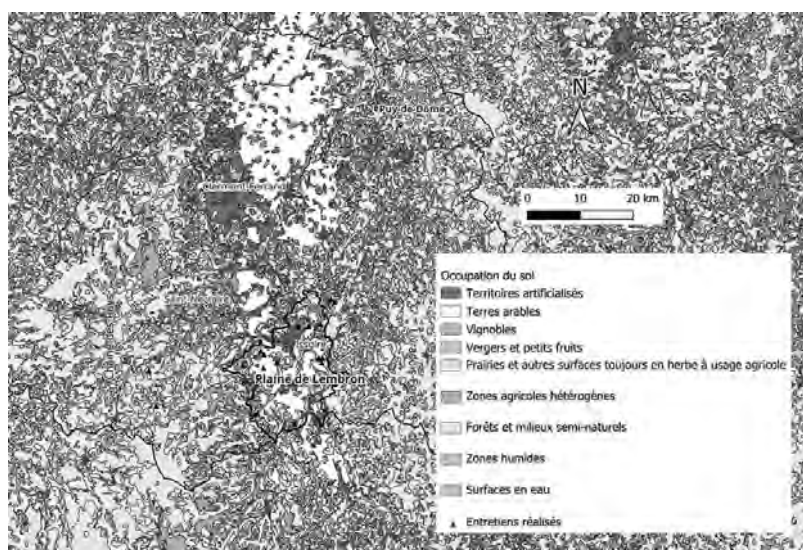 Puy-de-Dôme
N
Clermont-Ferrand
0 10 20 km
Occupation du sol
Territoires artificialisés
Terres arables
Vignobles
Vergers et petits fruits
Prairies et autres surfaces toujours en herbe à usage agricole
Zones agricoles hétérogènes
Forêts et milieux semi-naturels
Zones humides
Surfaces en eau
Entretiens réalisés
Issoire
Plaine de Lembron